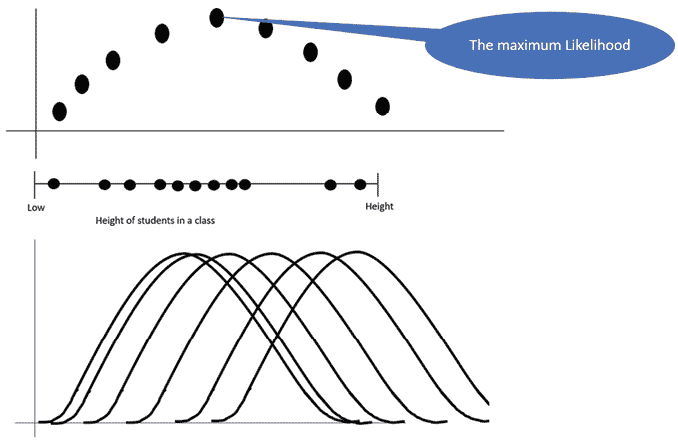 The maximum Likelihood
Low
Height
Height of students in a class